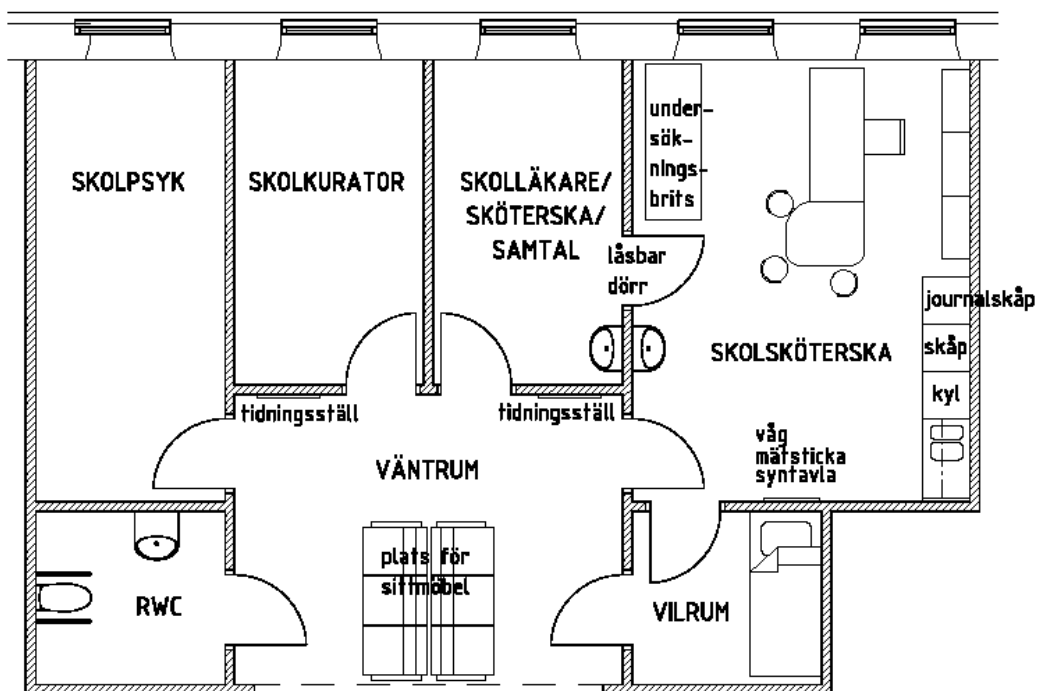 under-
sök-
nings-
brits
SKOLPSYK
SKOLKURATOR
SKOLLÄKARE/
SKÖTERSKA/
SAMTAL
låsbar
dörr
journalskåp
skåp
kyl
SKOLSKÖTERSKA
tidningsställ
tidningsställ
våg
mätsticka
syntavla
VÄNTRUM
plats för
sittmöbel
RWC
VILRUM